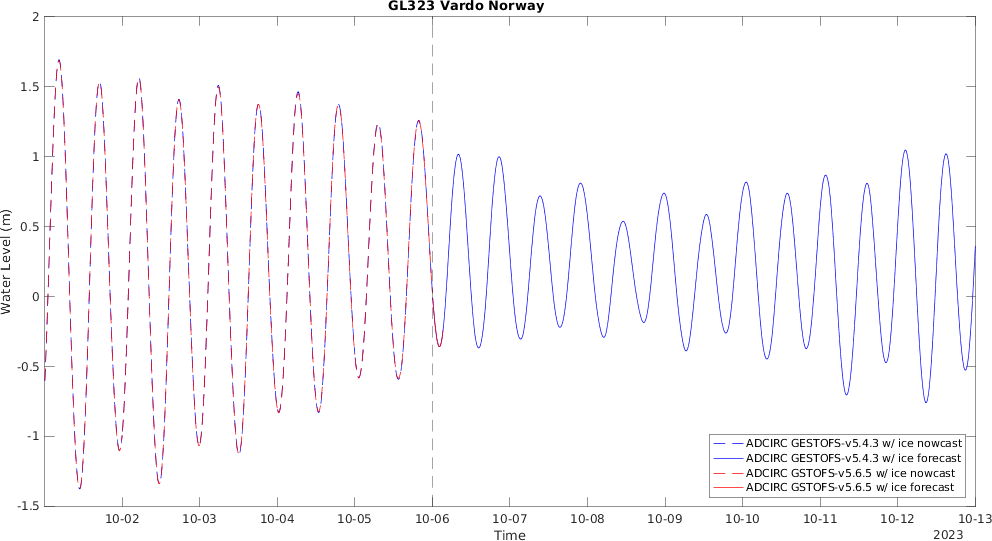 GL323 Vardo Norway
2
1.5
1
0.5
0
-0.5
-1
-1.5
Water Level (m)
10-02 10-03 10-04 10-05 10-06 10-07 10-08 10-09 10-10 10-11 10-12 10-13
Time
2023
ADCIRC GESTOFS-v5.4.3 w/ ice nowcast
ADCIRC GESTOFS-v5.4.3 w/ ice forecast
ADCIRC GSTOFS-v5.6.5 w/ ice nowcast
ADCIRC GSTOFS-v5.6.5 w/ ice forecast